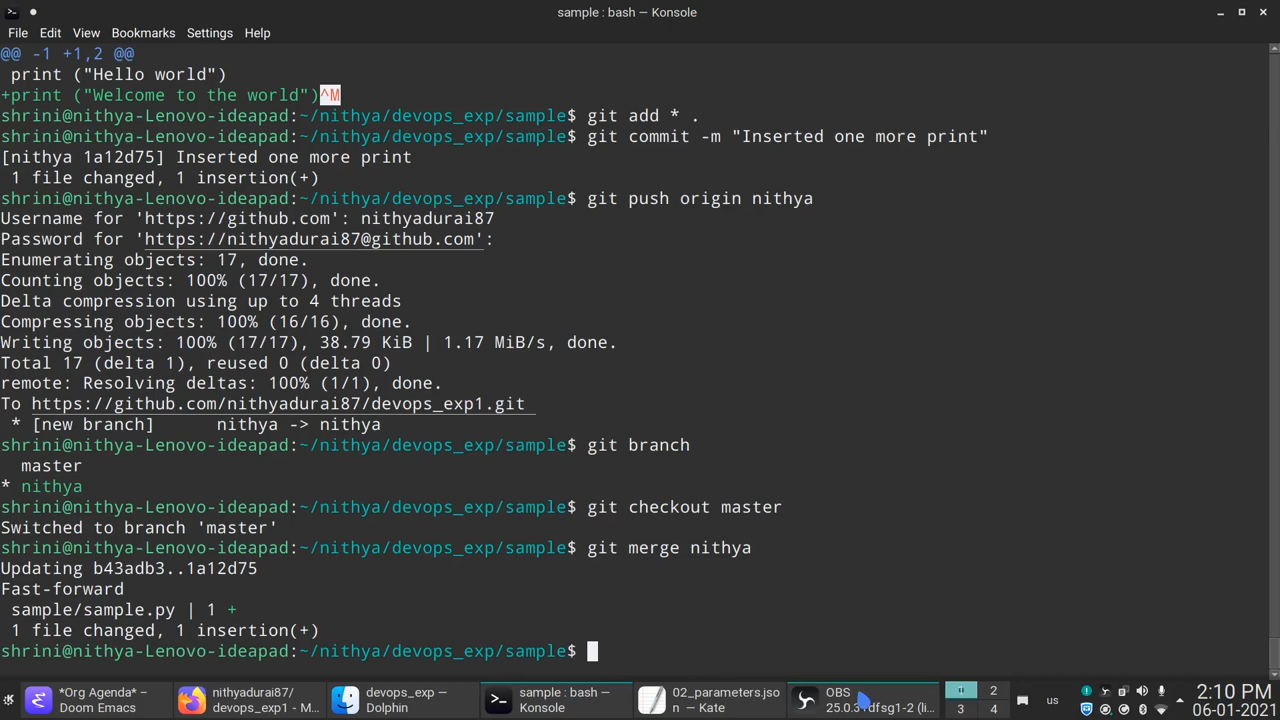 sample : bash — Konsole
File Edit View Bookmarks Settings Help
@@ -1 +1,2 @@
 print ("Hello world")
+print ("Welcome to the world")^M
shrini@nithya-Lenovo-ideapad:~/nithya/devops_exp/sample$ git add * .
shrini@nithya-Lenovo-ideapad:~/nithya/devops_exp/sample$ git commit -m "Inserted one more print"
[nithya 1a12d75] Inserted one more print
 1 file changed, 1 insertion(+)
shrini@nithya-Lenovo-ideapad:~/nithya/devops_exp/sample$ git push origin nithya
Username for 'https://github.com': nithyadurai87
Password for 'https://nithyadurai87@github.com':
Enumerating objects: 17, done.
Counting objects: 100% (17/17), done.
Delta compression using up to 4 threads
Compressing objects: 100% (16/16), done.
Writing objects: 100% (17/17), 38.79 KiB | 1.17 MiB/s, done.
Total 17 (delta 1), reused 0 (delta 0)
remote: Resolving deltas: 100% (1/1), done.
To https://github.com/nithyadurai87/devops_exp1.git
 * [new branch]      nithya -> nithya
shrini@nithya-Lenovo-ideapad:~/nithya/devops_exp/sample$ git branch
  master
* nithya
shrini@nithya-Lenovo-ideapad:~/nithya/devops_exp/sample$ git checkout master
Switched to branch 'master'
shrini@nithya-Lenovo-ideapad:~/nithya/devops_exp/sample$ git merge nithya
Updating b43adb3..1a12d75
Fast-forward
 sample/sample.py | 1 +
 1 file changed, 1 insertion(+)
shrini@nithya-Lenovo-ideapad:~/nithya/devops_exp/sample$
*Org Agenda* —
Doom Emacs
nithyadurai87/
devops_exp1 - M...
devops_exp —
Dolphin
sample : bash —
Konsole
02_parameters.jso
n — Kate
OBS
25.0.3 dfsg1-2 (li...
2
3 4
us
2:10 PM
06-01-2021